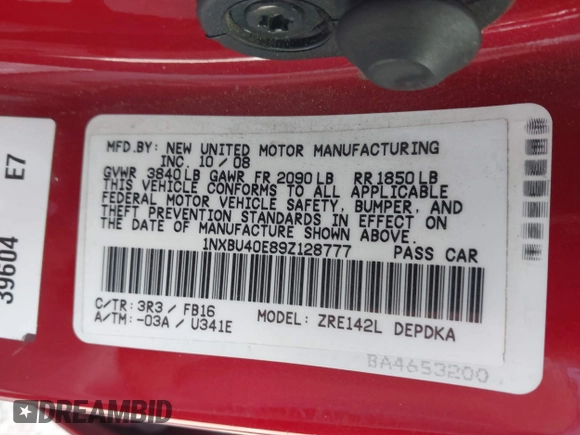 MFD.BY: NEW UNITED MOTOR MANUFACTURING
INC. 10/08
GVWR 3840LB GAWR FR 2090LB RR1850LB
THIS VEHICLE CONFORMS TO ALL APPLICABLE
FEDERAL MOTOR VEHICLE SAFETY, BUMPER, AND
THEFT PREVENTION STANDARDS IN EFFECT ON
THE DATE OF MANUFACTURE SHOWN ABOVE.
1NXBU40E89Z128777 PASS CAR
C/TR: 3R3 / FB16
A/TM: -03A / U341E MODEL: ZRE142L DEPDKA
BA4653200
39604 E7
DREAMBID